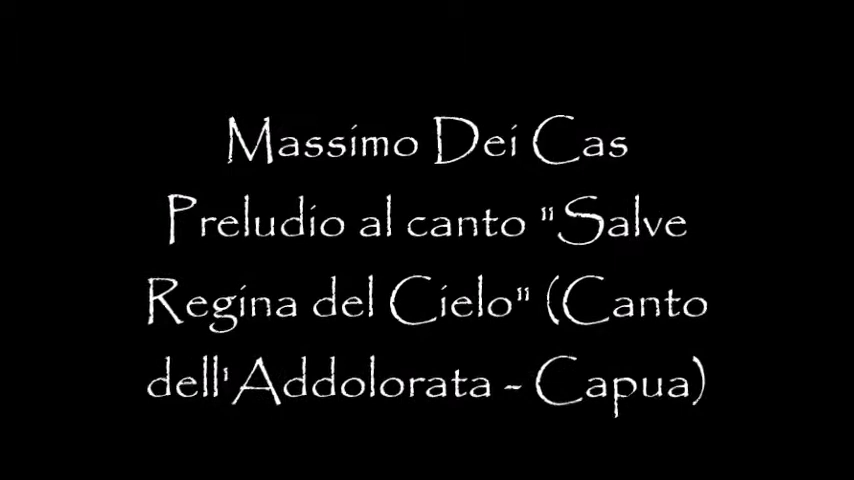 Massimo Dei Cas
Preludio al canto "Salve
Regina del Cielo" (Canto
dell'Addolorata - Capua)